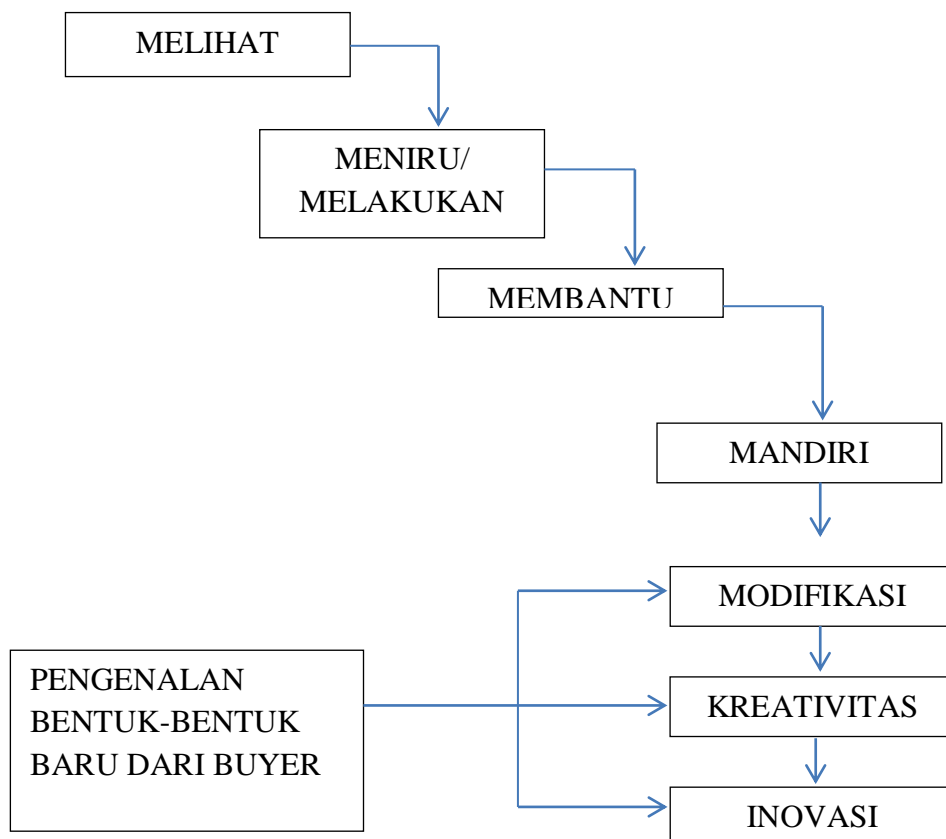 MELIHAT
MENIRU/
MELAKUKAN
MEMBANTU
MANDIRI
MODIFIKASI
PENGENALAN
BENTUK-BENTUK
BARU DARI BUYER
KREATIVITAS
INOVASI